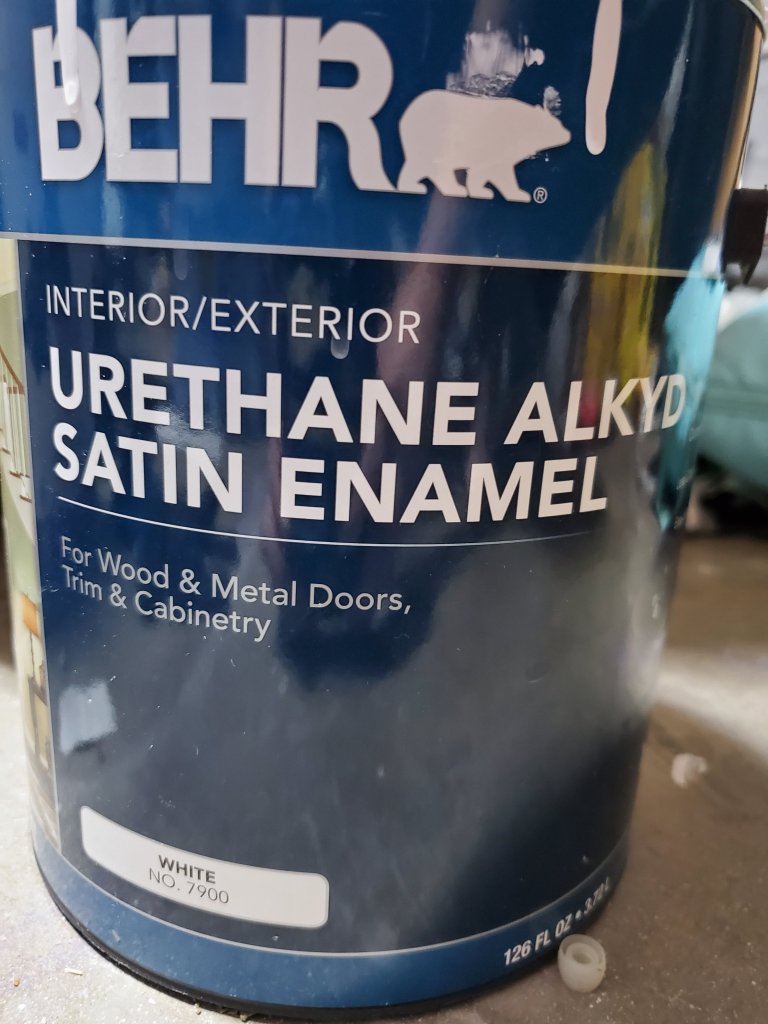 BEHR
®
INTERIOR/EXTERIOR
URETHANE ALKYD
SATIN ENAMEL
For Wood & Metal Doors,
Trim & Cabinetry
WHITE
NO. 7900
126 FL OZ •